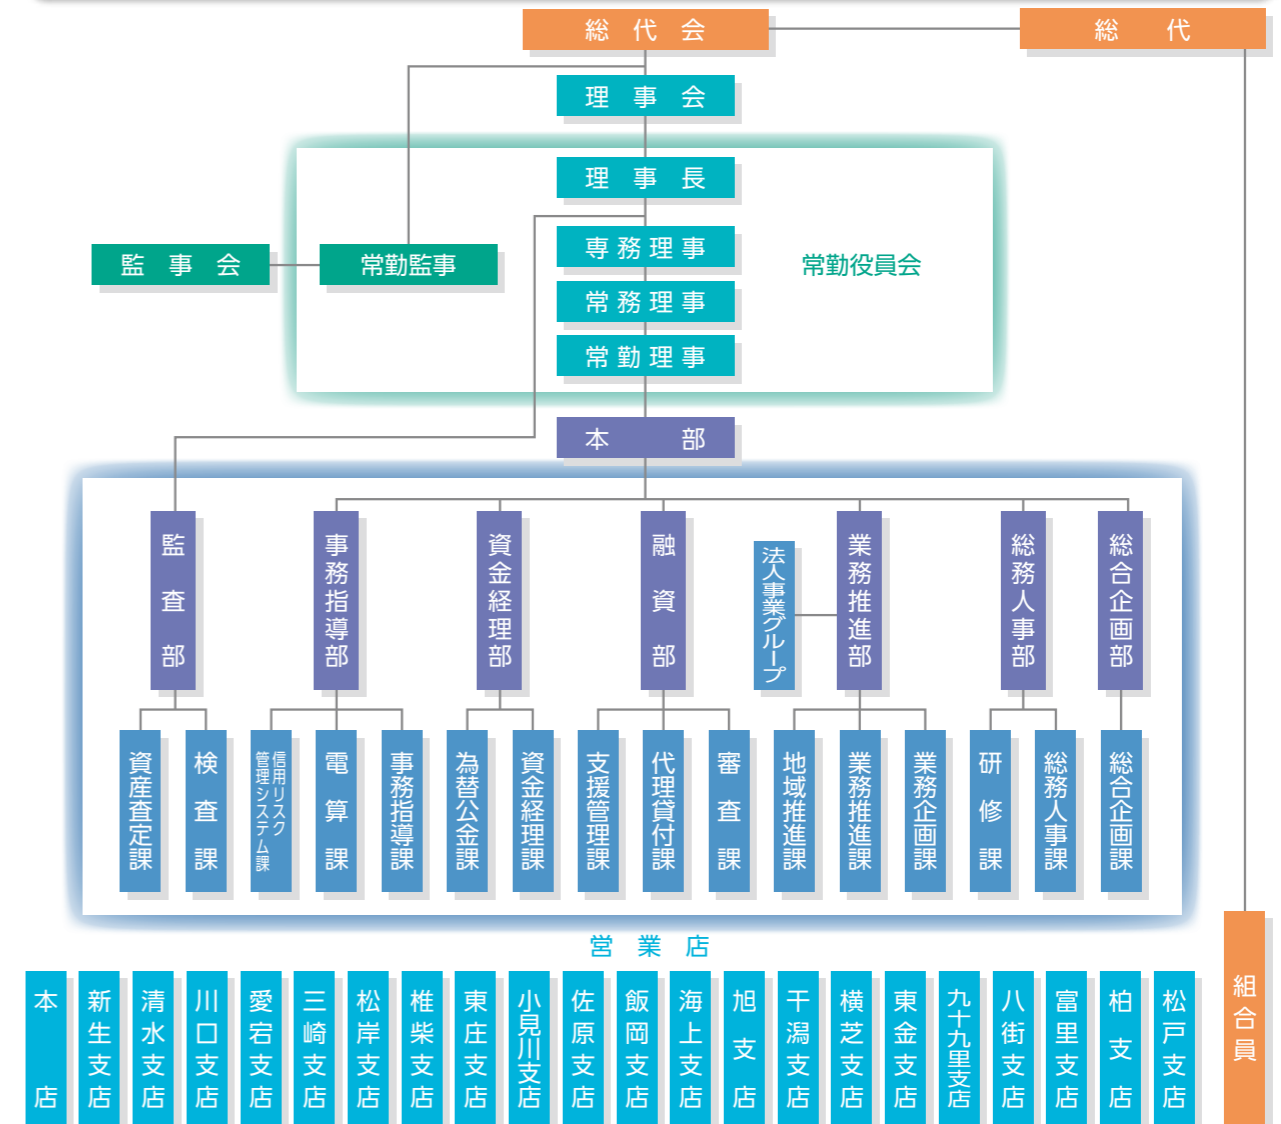 総代会
総代
理事会
理事長
監事会
常勤監事
専務理事
常務理事
常勤理事
常勤役員会
本部
監査部
事務指導部
資金経理部
融資部
法人事業グループ
業務推進部
総務人事部
総合企画部
資産査定課
検査課
信用リスク
管理システム課
電算課
事務指導課
為替公金課
資金経理課
支援管理課
代理貸付課
審査課
地域推進課
業務推進課
業務企画課
研修課
総務人事課
総合企画課
営業店
本店
新生支店
清水支店
川口支店
愛宕支店
三崎支店
松岸支店
椎柴支店
東庄支店
小見川支店
佐原支店
飯岡支店
海上支店
旭支店
干潟支店
横芝支店
東金支店
九十九里支店
八街支店
富里支店
柏支店
松戸支店
組合員